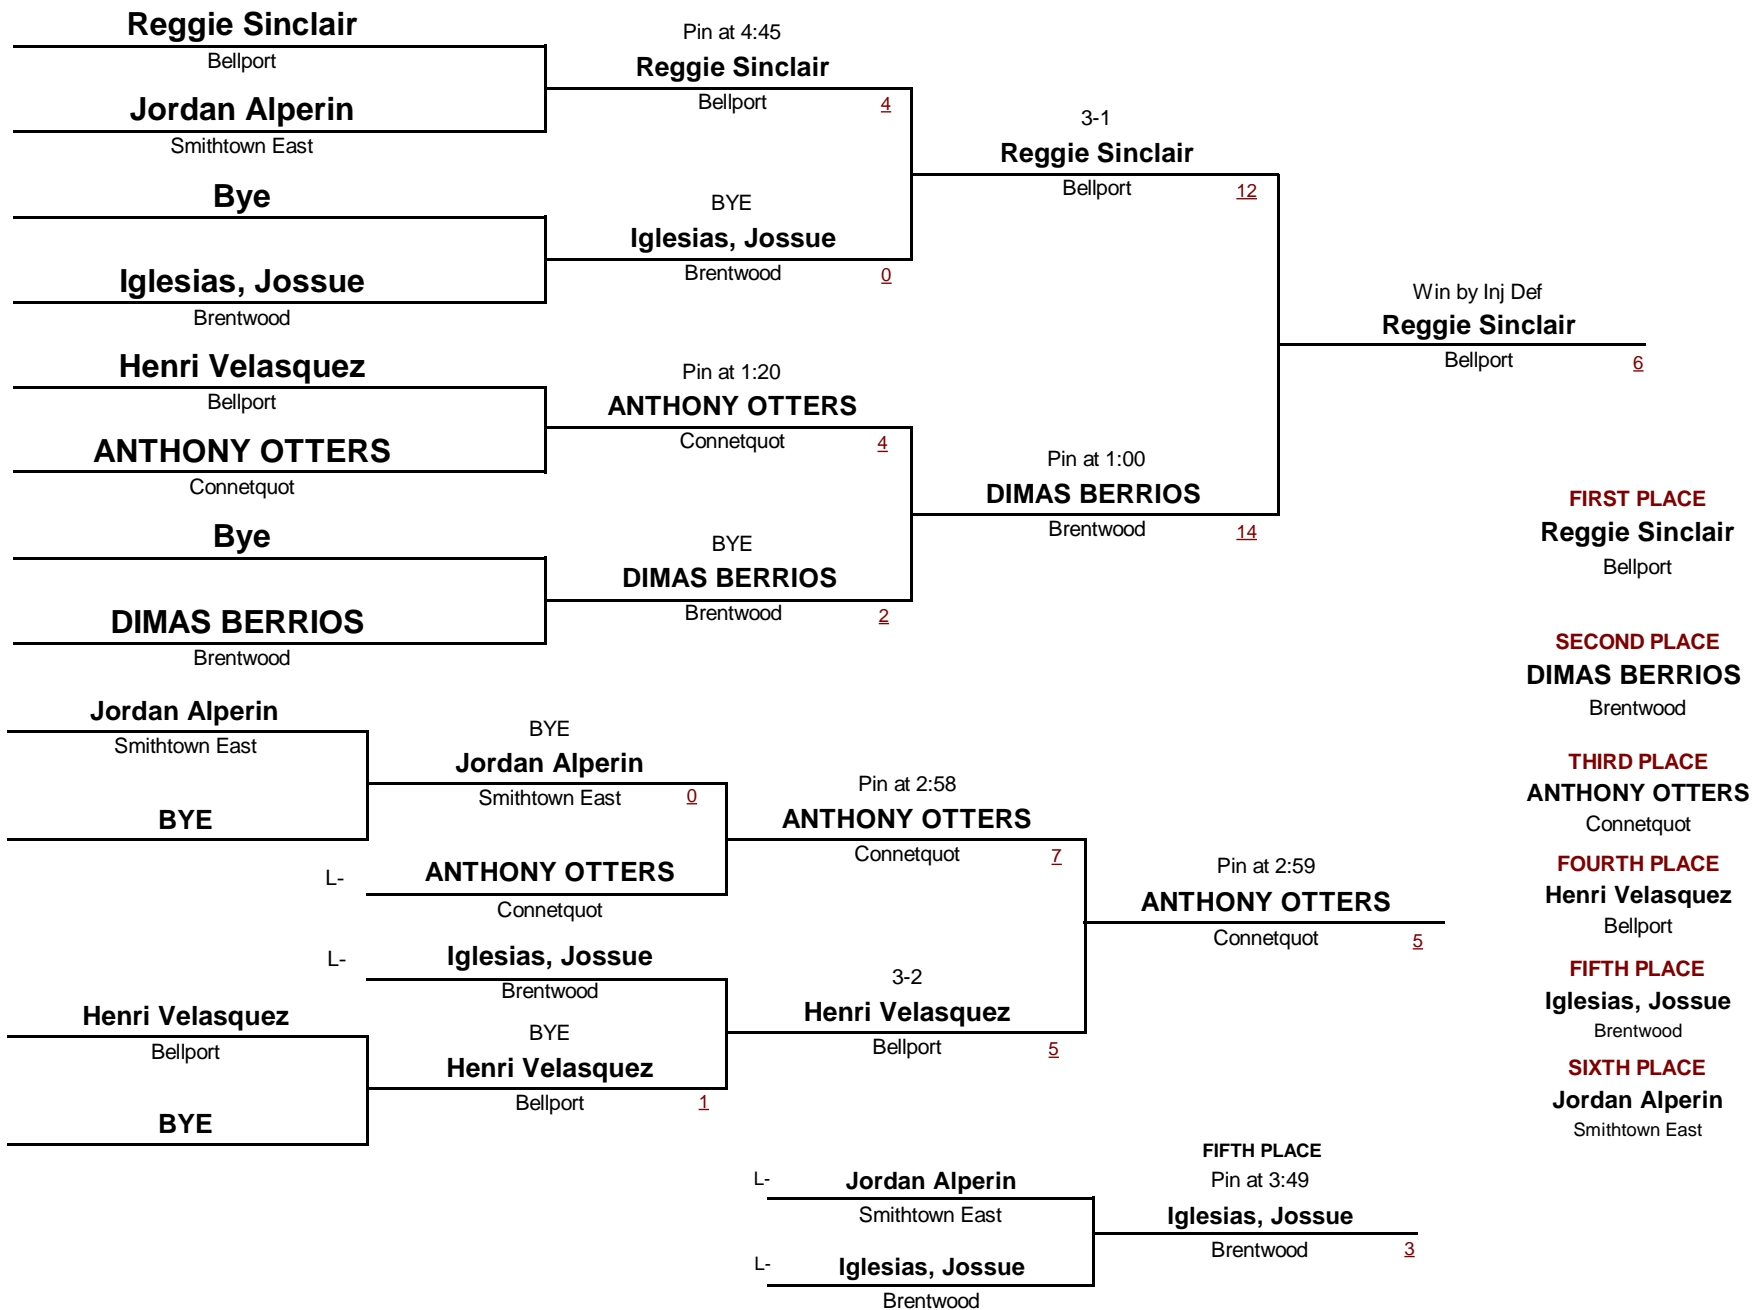 Reggie Sinclair
Bellport
Jordan Alperin
Smithtown East
Bye
Iglesias, Jossue
Brentwood
Henri Velasquez
Bellport
ANTHONY OTTERS
Connetquot
Bye
DIMAS BERRIOS
Brentwood
Pin at 4:45
Reggie Sinclair
Bellport 4
BYE
Iglesias, Jossue
Brentwood 0
Pin at 1:20
ANTHONY OTTERS
Connetquot 4
BYE
DIMAS BERRIOS
Brentwood 2
3-1
Reggie Sinclair
Bellport 12
Pin at 1:00
DIMAS BERRIOS
Brentwood 14
Win by Inj Def
Reggie Sinclair
Bellport 6
Jordan Alperin
Smithtown East
BYE
Henri Velasquez
Bellport
BYE
BYE
Jordan Alperin
Smithtown East 0
L- ANTHONY OTTERS
Connetquot
L- Iglesias, Jossue
Brentwood
BYE
Henri Velasquez
Bellport 1
Pin at 2:58
ANTHONY OTTERS
Connetquot 7
3-2
Henri Velasquez
Bellport 5
Pin at 2:59
ANTHONY OTTERS
Connetquot 5
L- Jordan Alperin
Smithtown East
L- Iglesias, Jossue
Brentwood
FIFTH PLACE
Pin at 3:49
Iglesias, Jossue
Brentwood 3
FIRST PLACE
Reggie Sinclair
Bellport
SECOND PLACE
DIMAS BERRIOS
Brentwood
THIRD PLACE
ANTHONY OTTERS
Connetquot
FOURTH PLACE
Henri Velasquez
Bellport
FIFTH PLACE
Iglesias, Jossue
Brentwood
SIXTH PLACE
Jordan Alperin
Smithtown East